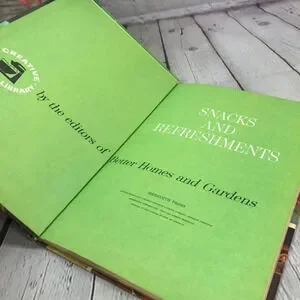 CREATIVE
LIBRARY
SNACKS
AND
REFRESHMENTS
by the editors of Better Homes and Gardens
MEREDITH PRESS